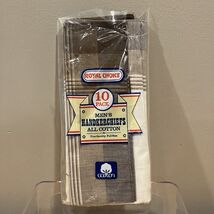 ROYAL CHOICE
10
PACK
MEN'S
HANDKERCHIEFS
ALL COTTON
COTTON